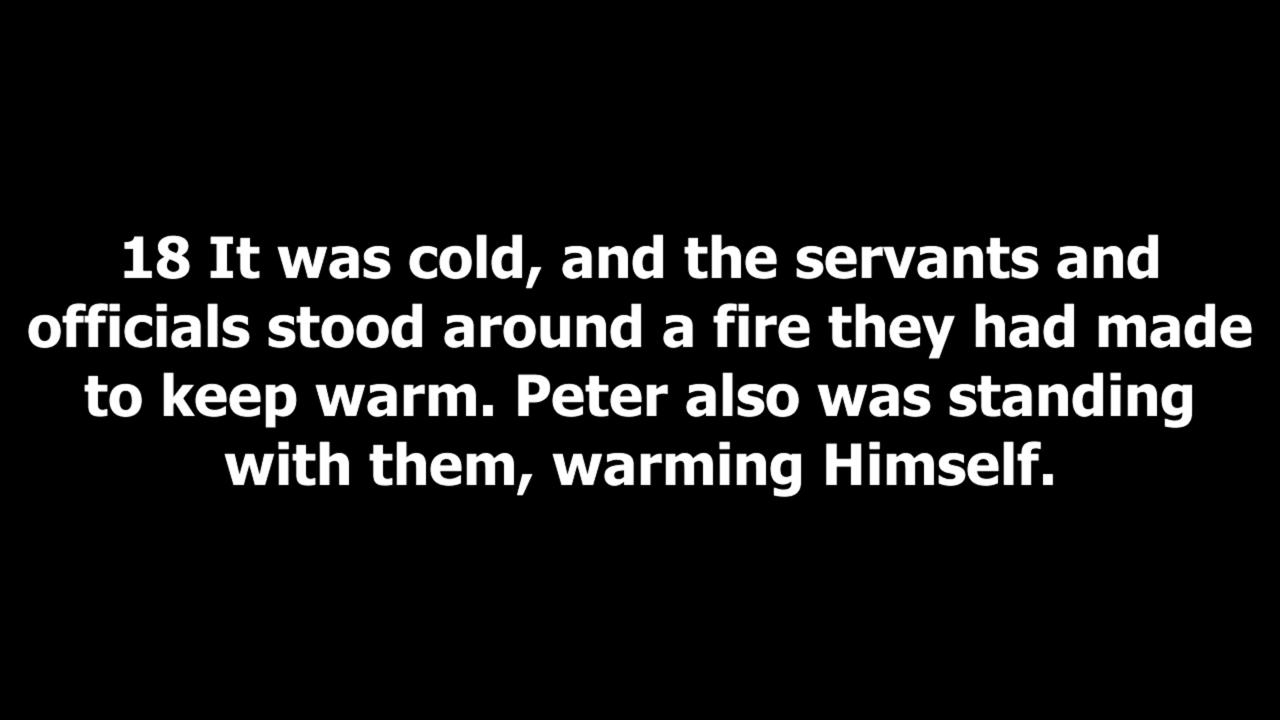 18 It was cold, and the servants and
officials stood around a fire they had made
to keep warm. Peter also was standing
with them, warming Himself.